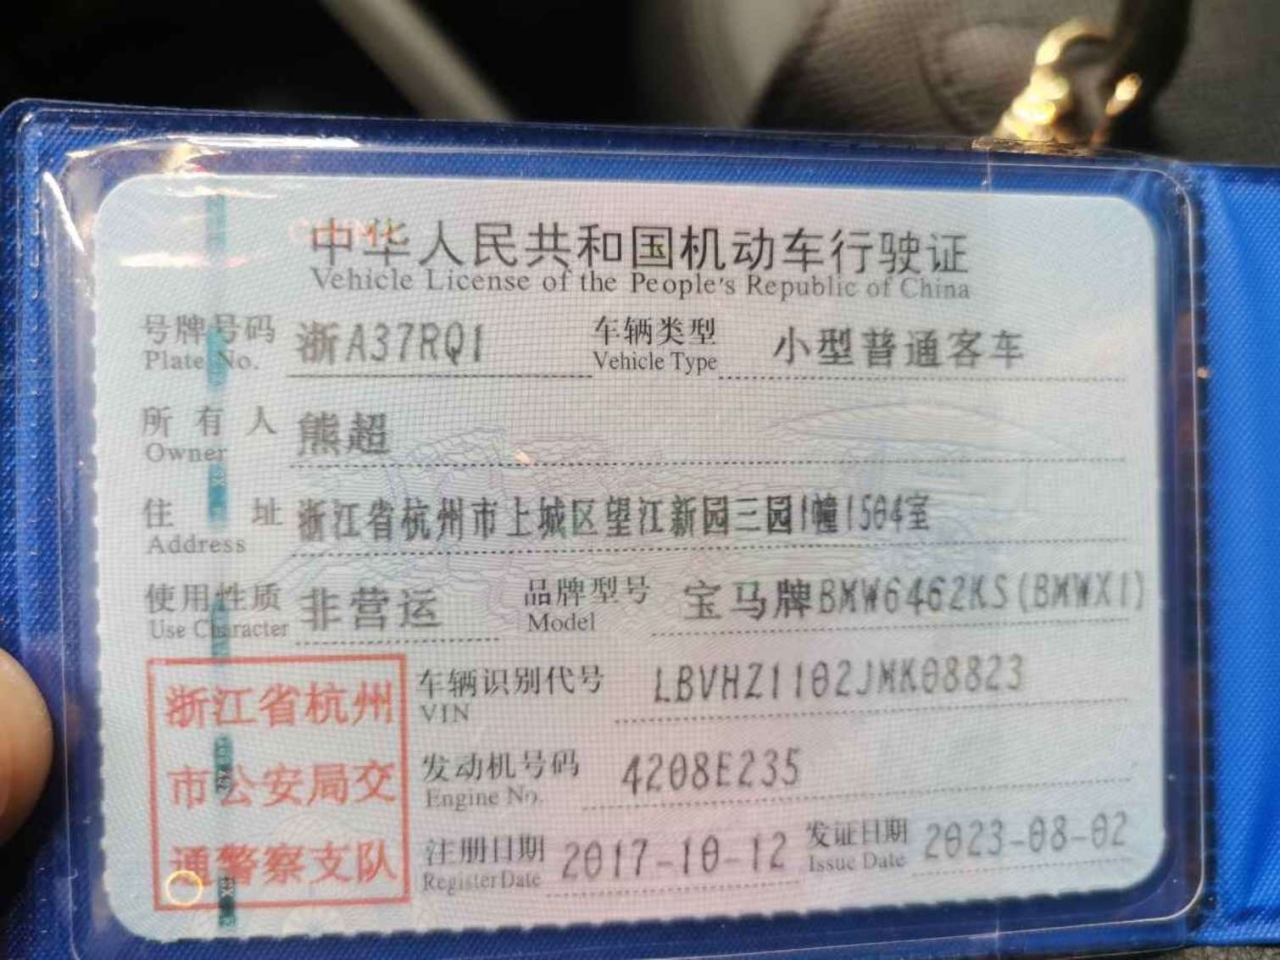 中华人民共和国机动车行驶证
Vehicle License of the People's Republic of China
号牌号码 浙A37RQ1 车辆类型 小型普通客车
Plate No. Vehicle Type
所有人 熊超
Owner
住址 浙江省杭州市上城区望江新园三园1幢1504室
Address
使用性质 非营运 品牌型号 宝马牌BMW6462KS(BMWX1)
Use Character Model
浙江省杭州
市公安局交
通警察支队
车辆识别代号 LBVHZ1102JMK08823
VIN
发动机号码 4208E235
Engine No.
注册日期 2017-10-12 发证日期 2023-08-02
Register Date Issue Date